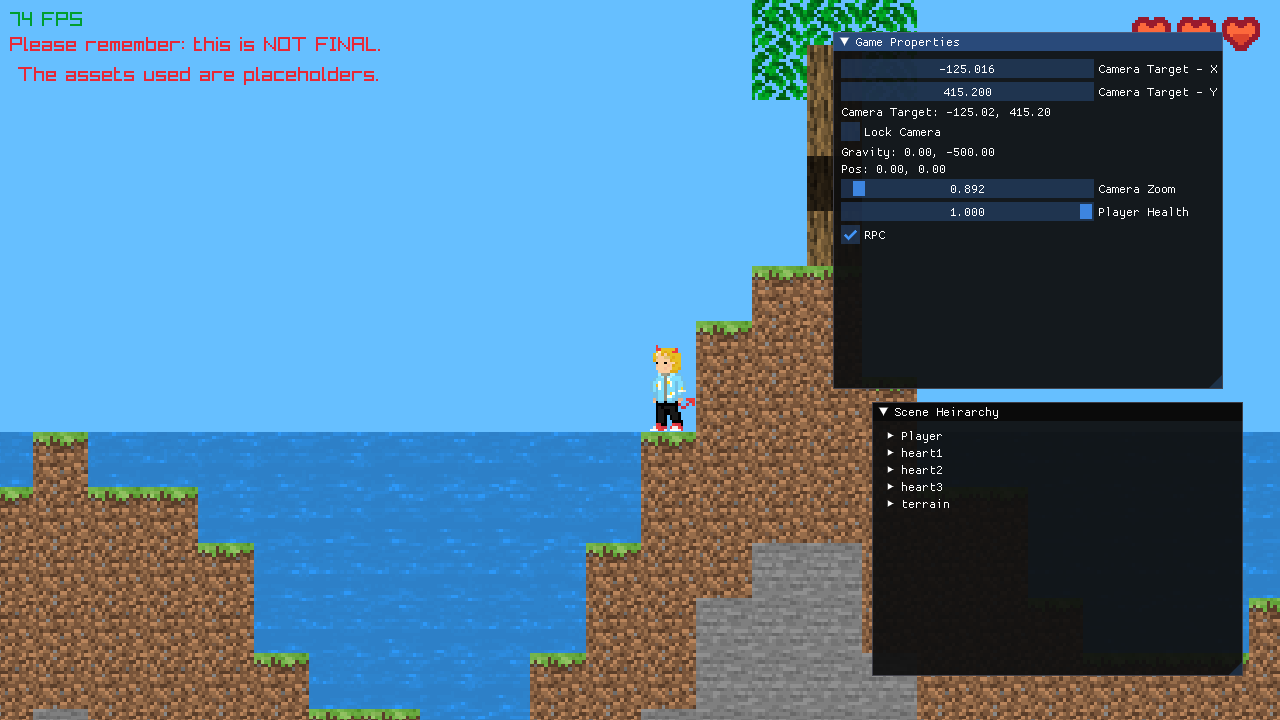 74 FPS
Please remember: this is NOT FINAL.
The assets used are placeholders.
Game Properties
-125.016 Camera Target - X
415.200 Camera Target - Y
Camera Target: -125.02, 415.20
Lock Camera
Gravity: 0.00, -500.00
Pos: 0.00, 0.00
0.892 Camera Zoom
1.000 Player Health
RPC
Scene Heirarchy
Player
heart1
heart2
heart3
terrain